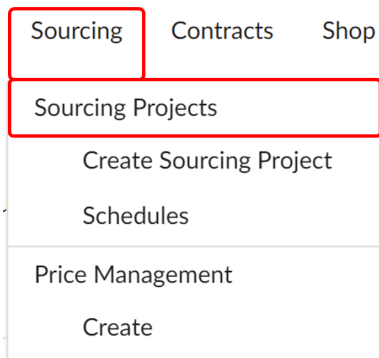 Sourcing Contracts Shop
Sourcing Projects
Create Sourcing Project
Schedules
Price Management
Create